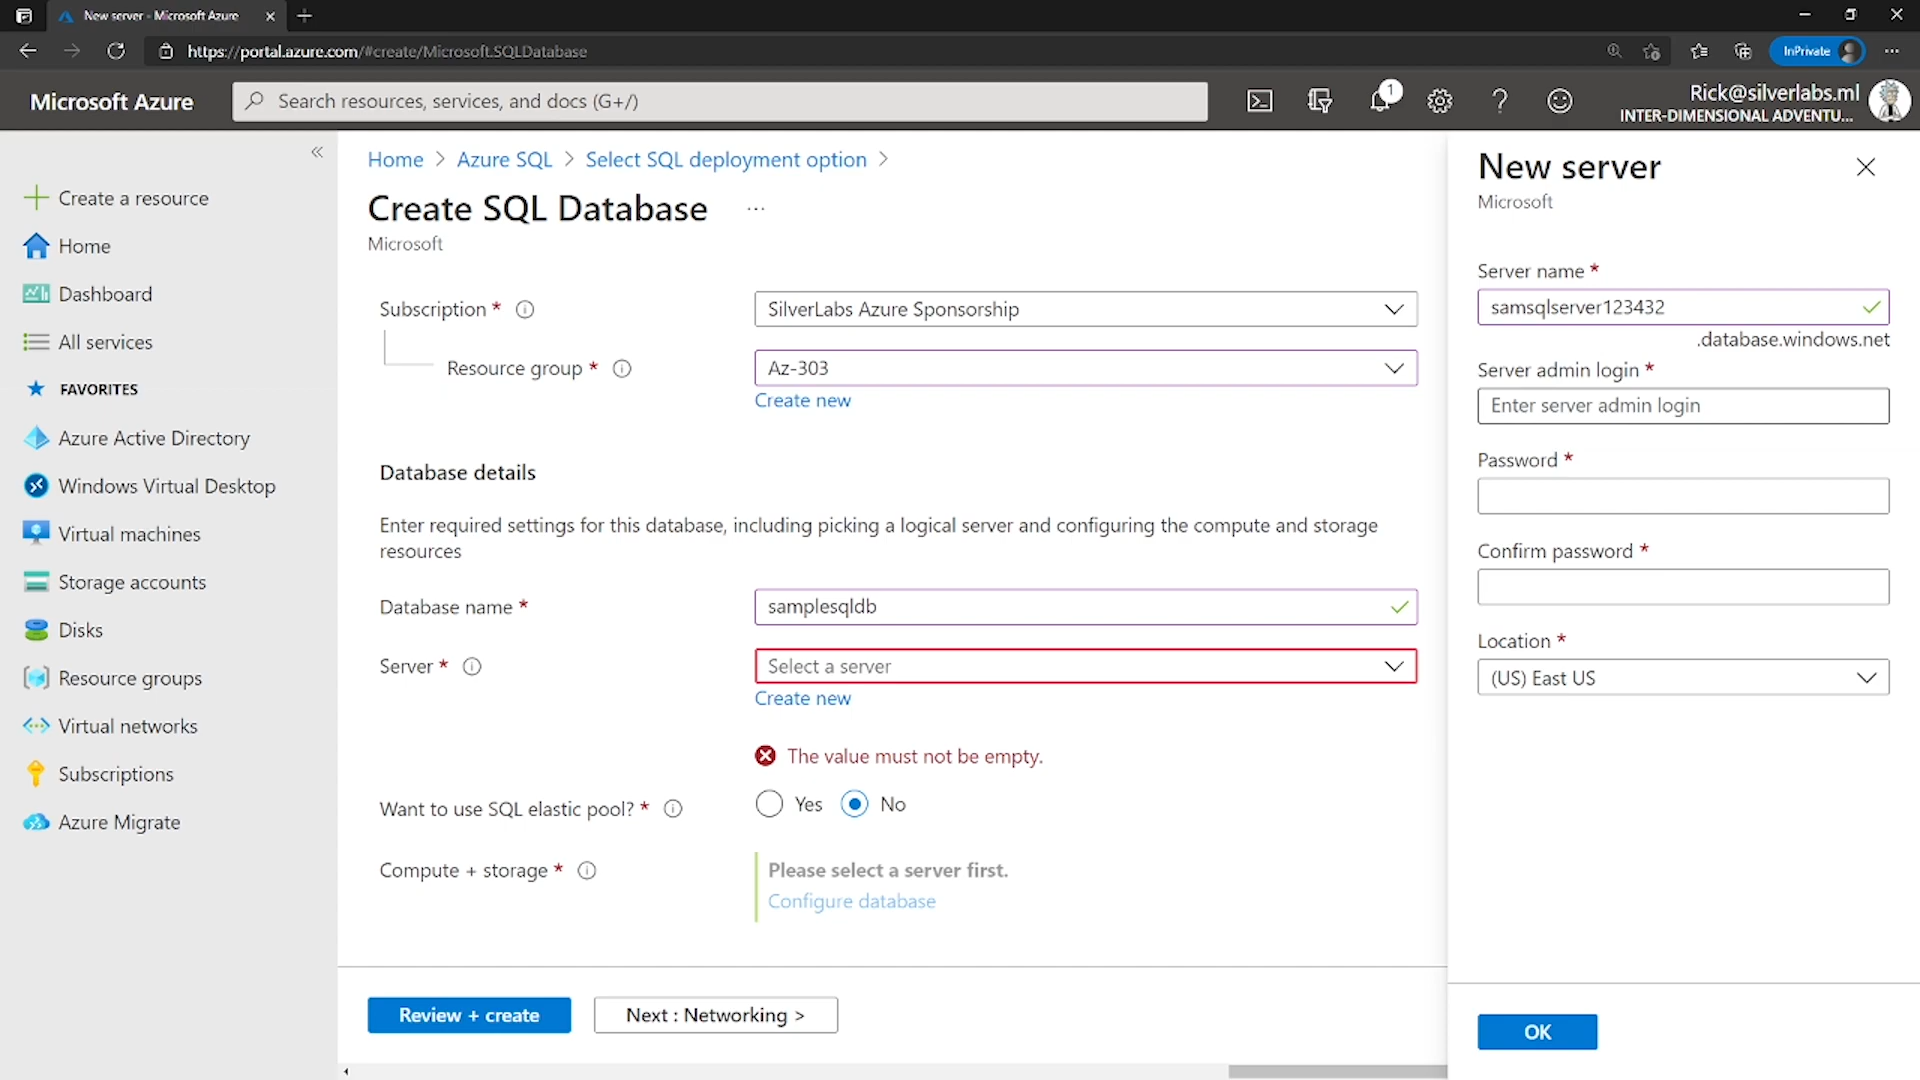 New server - Microsoft Azure
https://portal.azure.com/#create/Microsoft.SQLDatabase
InPrivate
Microsoft Azure
Search resources, services, and docs (G+/)
1
Rick@silverlabs.ml
INTER-DIMENSIONAL ADVENTU...
Create a resource
Home
Dashboard
All services
FAVORITES
Azure Active Directory
Windows Virtual Desktop
Virtual machines
Storage accounts
Disks
Resource groups
Virtual networks
Subscriptions
Azure Migrate
Home > Azure SQL > Select SQL deployment option >
Create SQL Database ...
Microsoft
Subscription *
SilverLabs Azure Sponsorship
Resource group *
Az-303
Create new
Database details
Enter required settings for this database, including picking a logical server and configuring the compute and storage
resources
Database name *
samplesqldb
Server *
Select a server
Create new
The value must not be empty.
Want to use SQL elastic pool? *
Yes
No
Compute + storage *
Please select a server first.
Configure database
Review + create
Next : Networking >
New server
Microsoft
Server name *
samsqlserver123432
.database.windows.net
Server admin login *
Enter server admin login
Password *
Confirm password *
Location *
(US) East US
OK